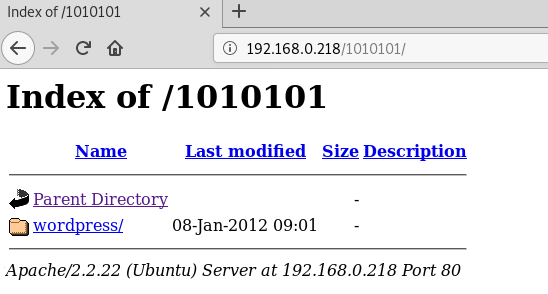 Index of /1010101
192.168.0.218/1010101/
Index of /1010101
Name Last modified Size Description
Parent Directory -
wordpress/ 08-Jan-2012 09:01 -
Apache/2.2.22 (Ubuntu) Server at 192.168.0.218 Port 80